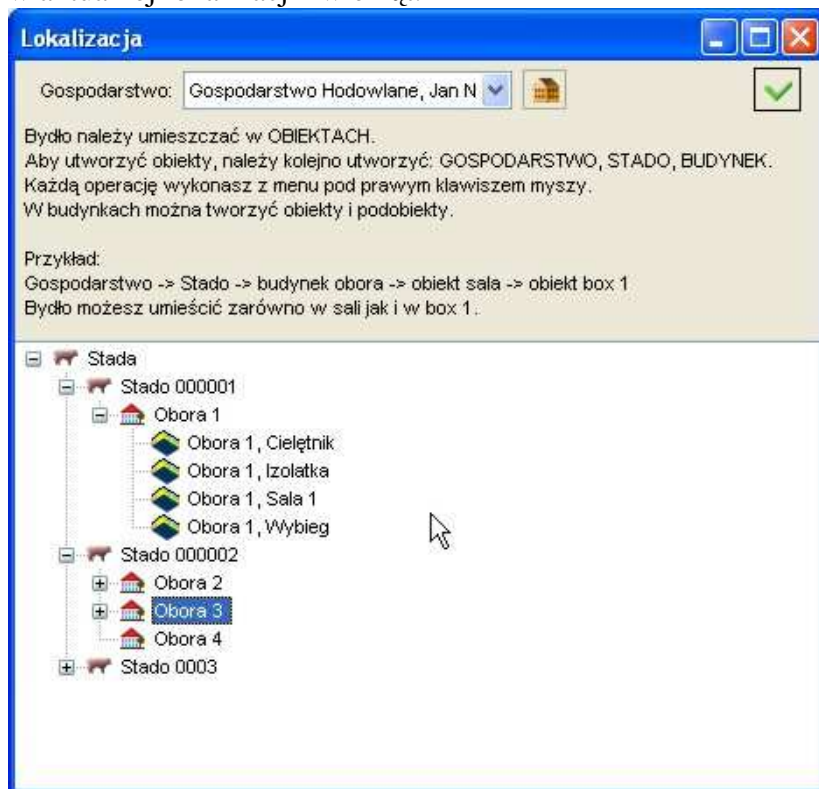 Lokalizacja
Gospodarstwo: Gospodarstwo Hodowlane, Jan N
Bydło należy umieszczać w OBIEKTACH.
Aby utworzyć obiekty, należy kolejno utworzyć: GOSPODARSTWO, STADO, BUDYNEK.
Każdą operację wykonasz z menu pod prawym klawiszem myszy.
W budynkach można tworzyć obiekty i podobiekty.
Przykład:
Gospodarstwo -> Stado -> budynek obora -> obiekt sala -> obiekt box 1
Bydło możesz umieścić zarówno w sali jak i w box 1.
Stada
Stado 000001
Obora 1
Obora 1, Cielętnik
Obora 1, Izolatka
Obora 1, Sala 1
Obora 1, Wybieg
Stado 000002
Obora 2
Obora 3
Obora 4
Stado 0003